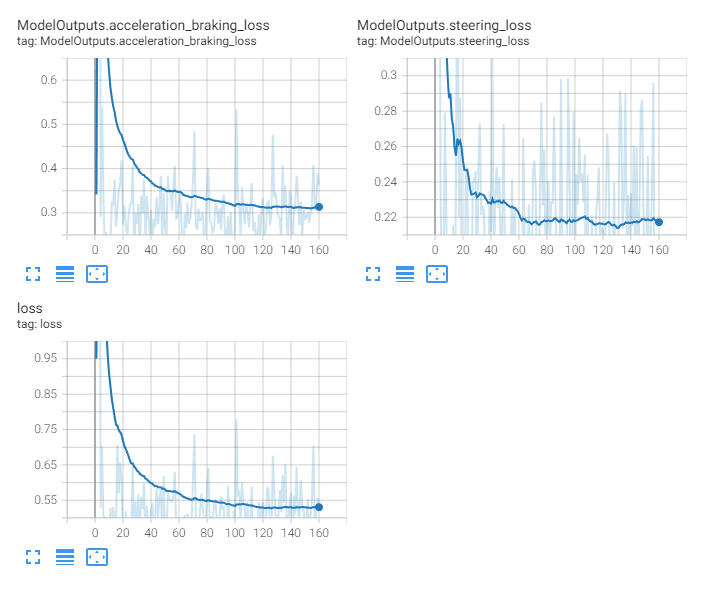 ModelOutputs.acceleration_braking_loss
tag: ModelOutputs.acceleration_braking_loss
0.6
0.5
0.4
0.3
0 20 40 60 80 100 120 140 160
ModelOutputs.steering_loss
tag: ModelOutputs.steering_loss
0.3
0.28
0.26
0.24
0.22
0 20 40 60 80 100 120 140 160
loss
tag: loss
0.95
0.85
0.75
0.65
0.55
0 20 40 60 80 100 120 140 160